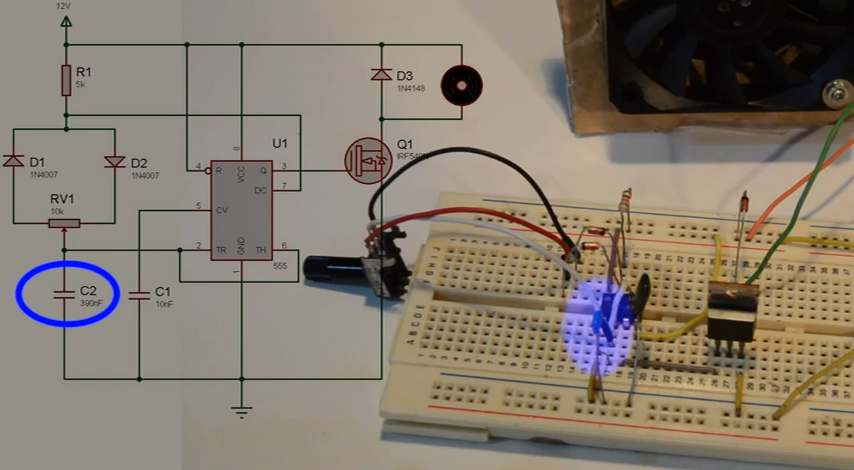 12V
R1
5k
D3
1N4148
U1
Q1
D1
1N4007
D2
1N4007
8
4
R
VCC
Q
3
DC
7
RV1
10k
5
CV
2
TR
GND
TH
6
1
555
C2
390nF
C1
10nF